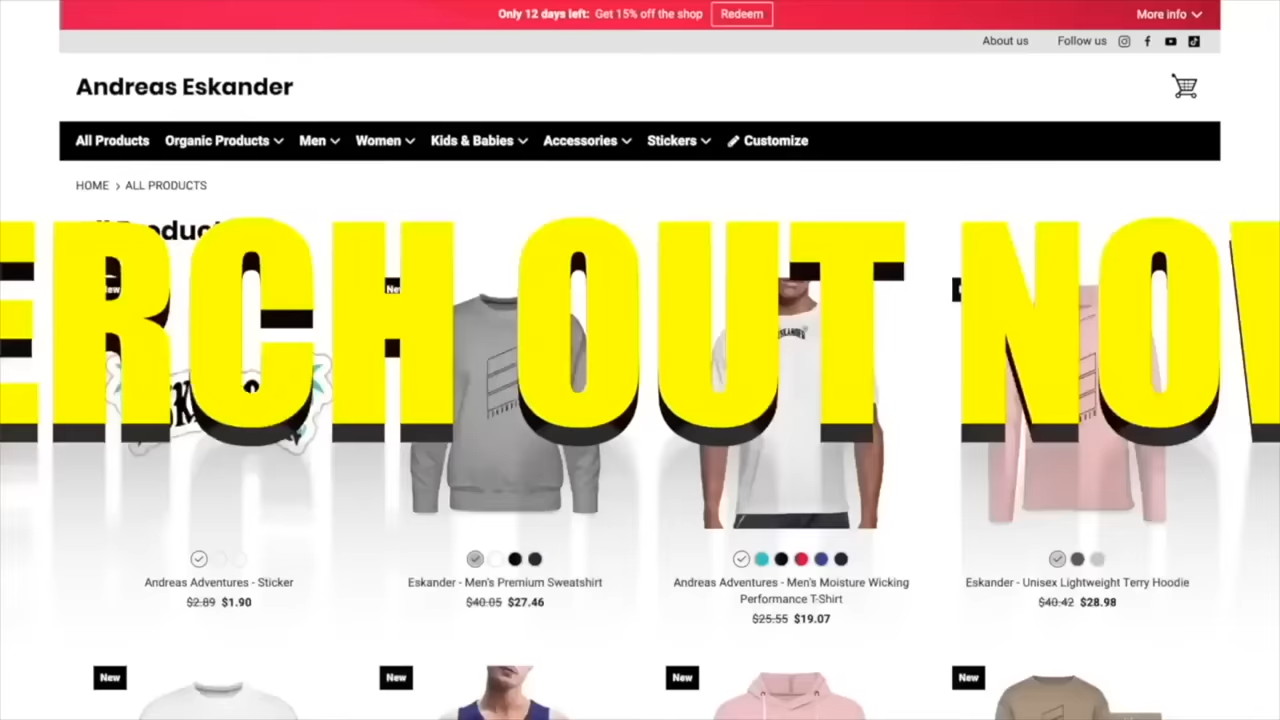 Only 12 days left: Get 15% off the shop Redeem More info
About us Follow us
Andreas Eskander
All Products Organic Products Men Women Kids & Babies Accessories Stickers Customize
HOME > ALL PRODUCTS
ERCH OUT NOW
New
ESKANDER
Andreas Adventures - Sticker
$2.89 $1.90
Eskander - Men's Premium Sweatshirt
$40.05 $27.46
Andreas Adventures - Men's Moisture Wicking
Performance T-Shirt
$25.55 $19.07
Eskander - Unisex Lightweight Terry Hoodie
$40.42 $28.98
New New New New